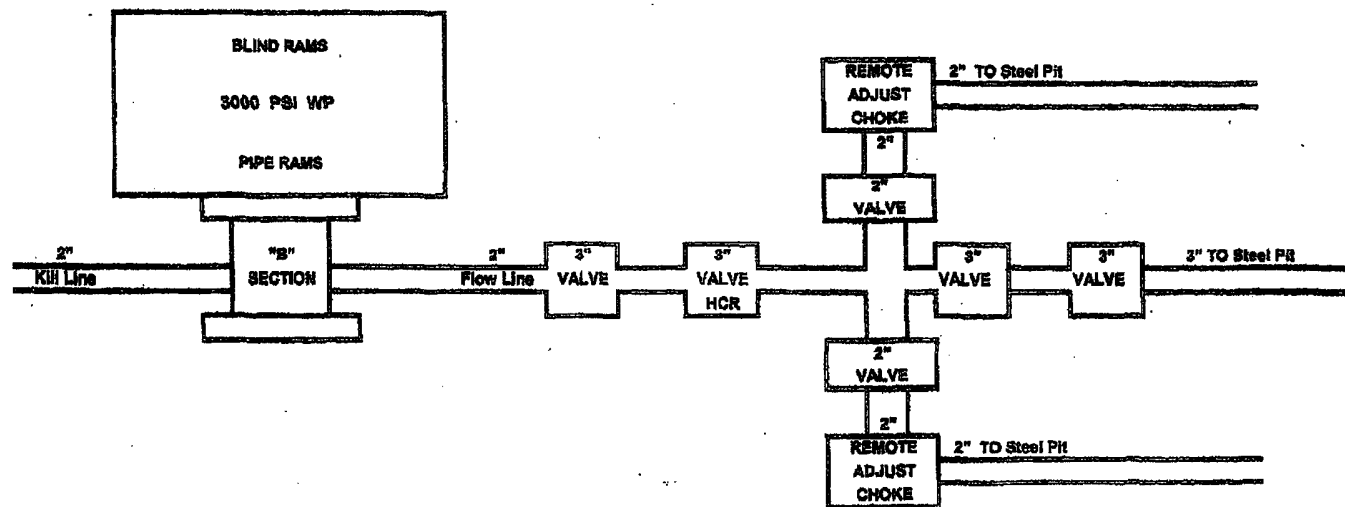 BLIND RAMS
3000 PSI WP
PIPE RAMS
2"
Kill Line
"B"
SECTION
2"
Flow Line
3"
VALVE
3"
VALVE
HCR
REMOTE
ADJUST
CHOKE
2" TO Steel Pit
2"
2"
VALVE
3"
VALVE
3"
VALVE
3" TO Steel Pit
2"
VALVE
2"
REMOTE
ADJUST
CHOKE
2" TO Steel Pit